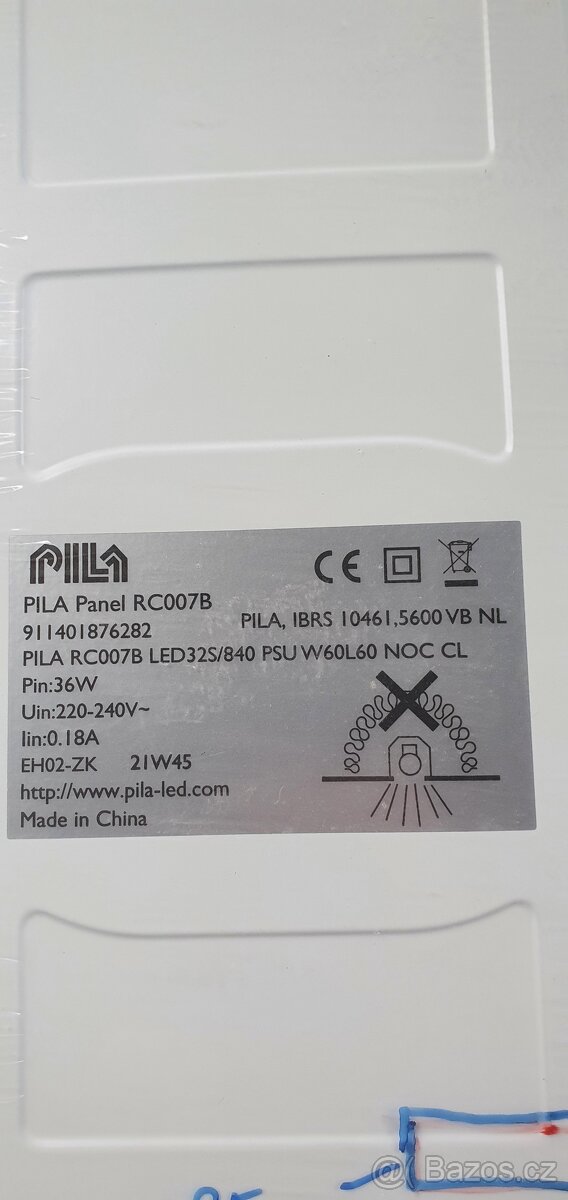 PILA
PILA Panel RC007B
911401876282
PILA, IBRS 10461,5600 VB NL
PILA RC007B LED32S/840 PSU W60L60 NOC CL
Pin:36W
Uin:220-240V~
Iin:0.18A
EH02-ZK 21W45
http://www.pila-led.com
Made in China
CE
@ Bazos.cz